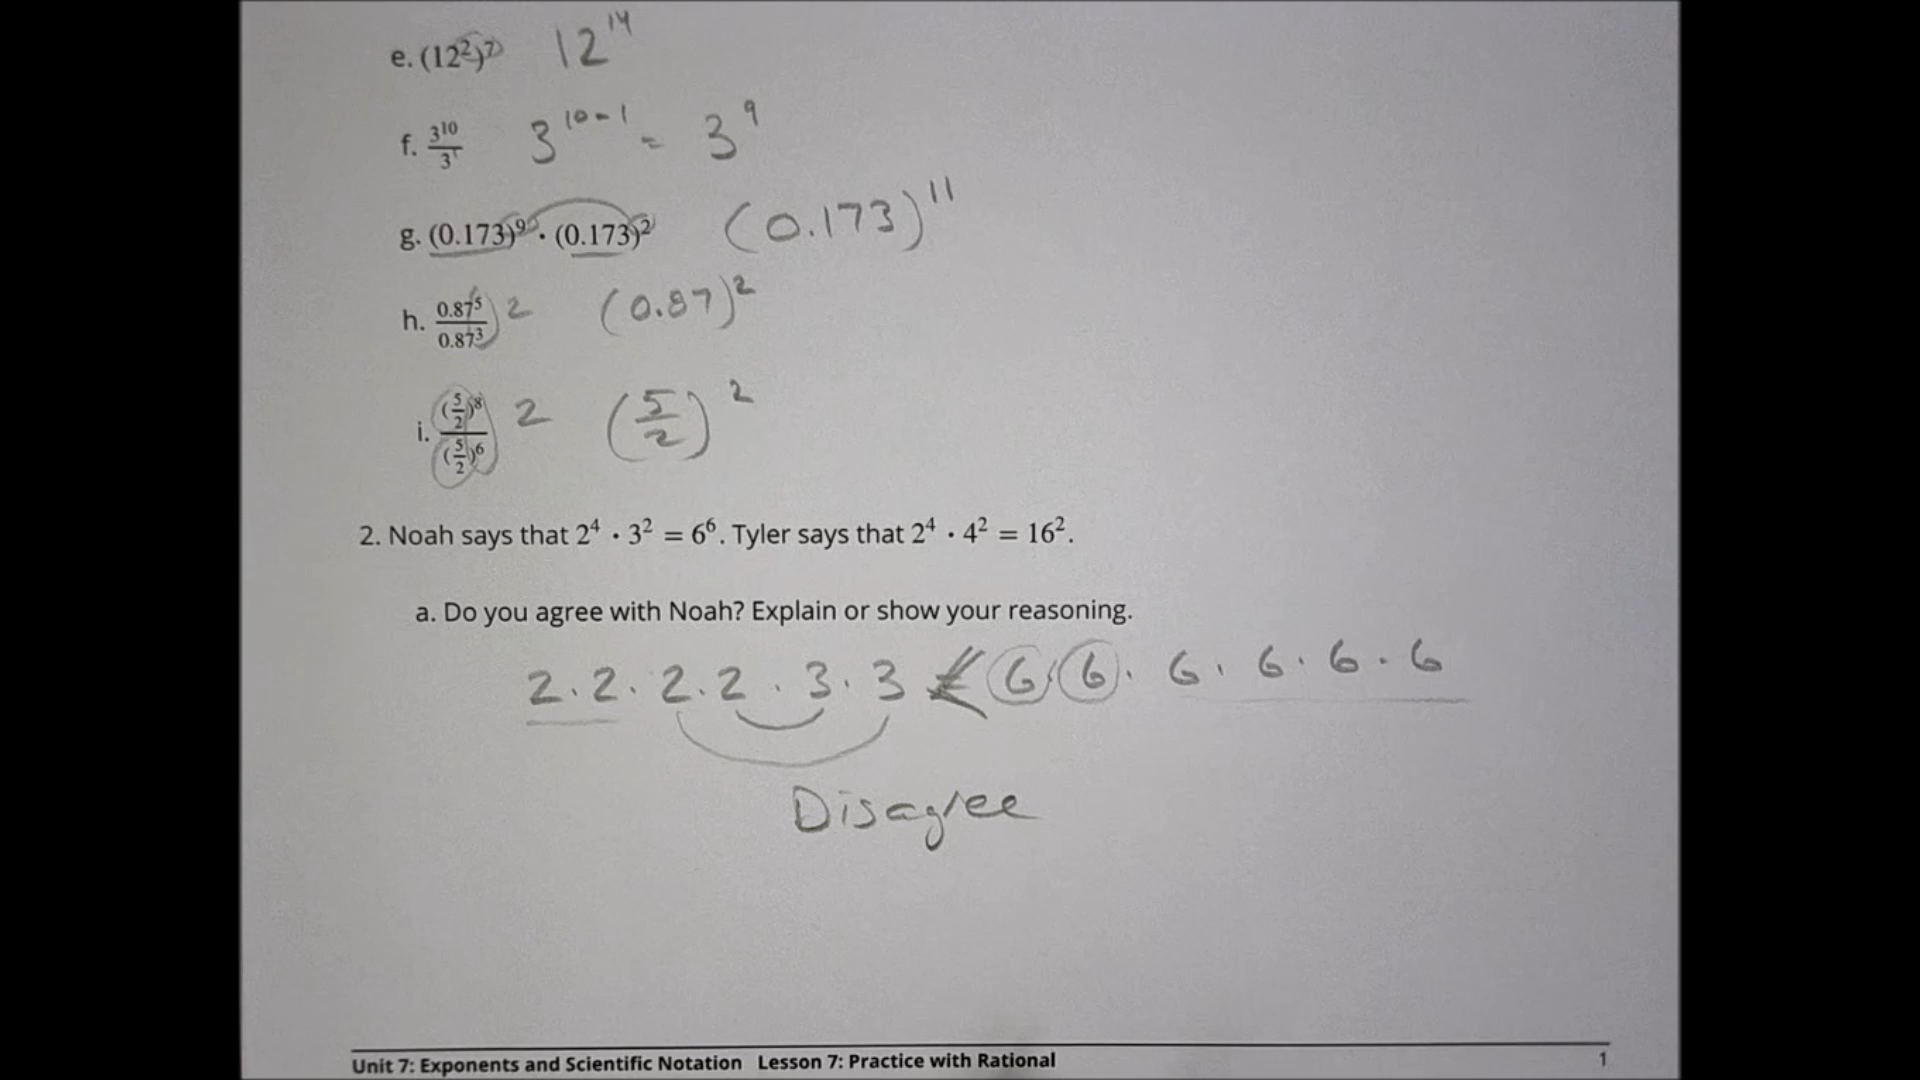 e. (12²)⁷ 12¹⁴
f. 3¹⁰/3¹ 3¹⁰⁻¹ = 3⁹
g. (0.173)⁹ · (0.173)² (0.173)¹¹
h. 0.87⁵/0.87³ 2 (0.87)²
i. (5/2)⁸/(5/2)⁶ 2 (5/2)²
2. Noah says that 2⁴ · 3² = 6⁶. Tyler says that 2⁴ · 4² = 16².
a. Do you agree with Noah? Explain or show your reasoning.
2 · 2 · 2 · 2 · 3 · 3 6 · 6 · 6 · 6 · 6 · 6
Disagree
Unit 7: Exponents and Scientific Notation Lesson 7: Practice with Rational 1